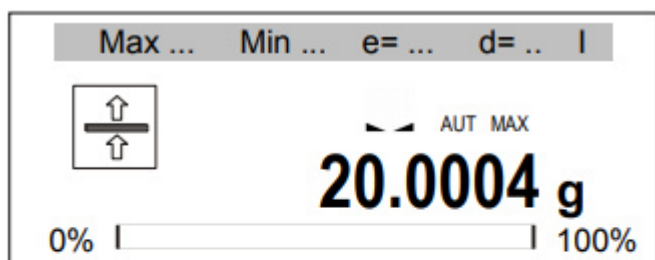 Max ... Min ... e= ... d= .. I
AUT MAX
20.0004 g
0% 100%